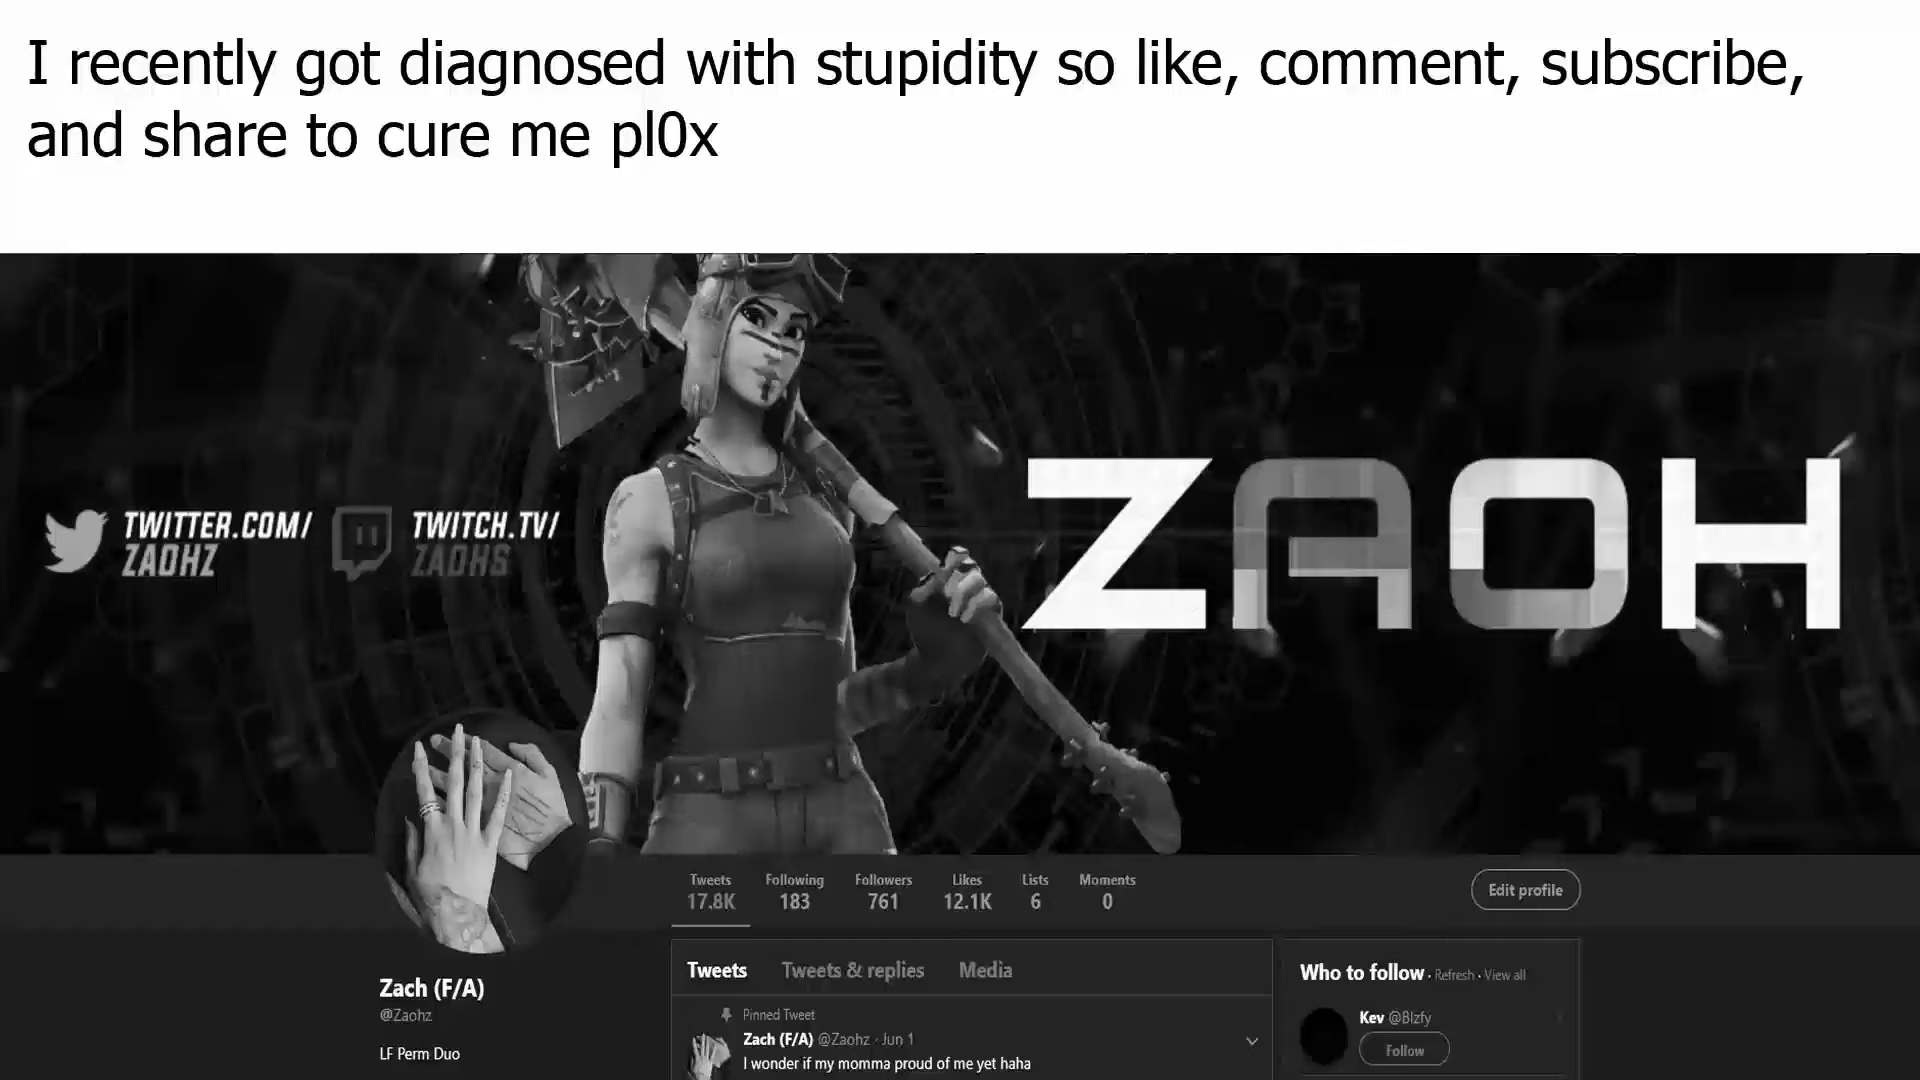 I recently got diagnosed with stupidity so like, comment, subscribe,
and share to cure me pl0x
TWITTER.COM/
ZAOHZ
TWITCH.TV/
ZAOHS
ZAOH
Tweets Following Followers Likes Lists Moments
17.8K 183 761 12.1K 6 0
Edit profile
Zach (F/A)
@Zaohz
LF Perm Duo
Tweets Tweets & replies Media
Pinned Tweet
Zach (F/A) @Zaohz · Jun 1
I wonder if my momma proud of me yet haha
Who to follow · Refresh · View all
Kev @Blzfy
Follow